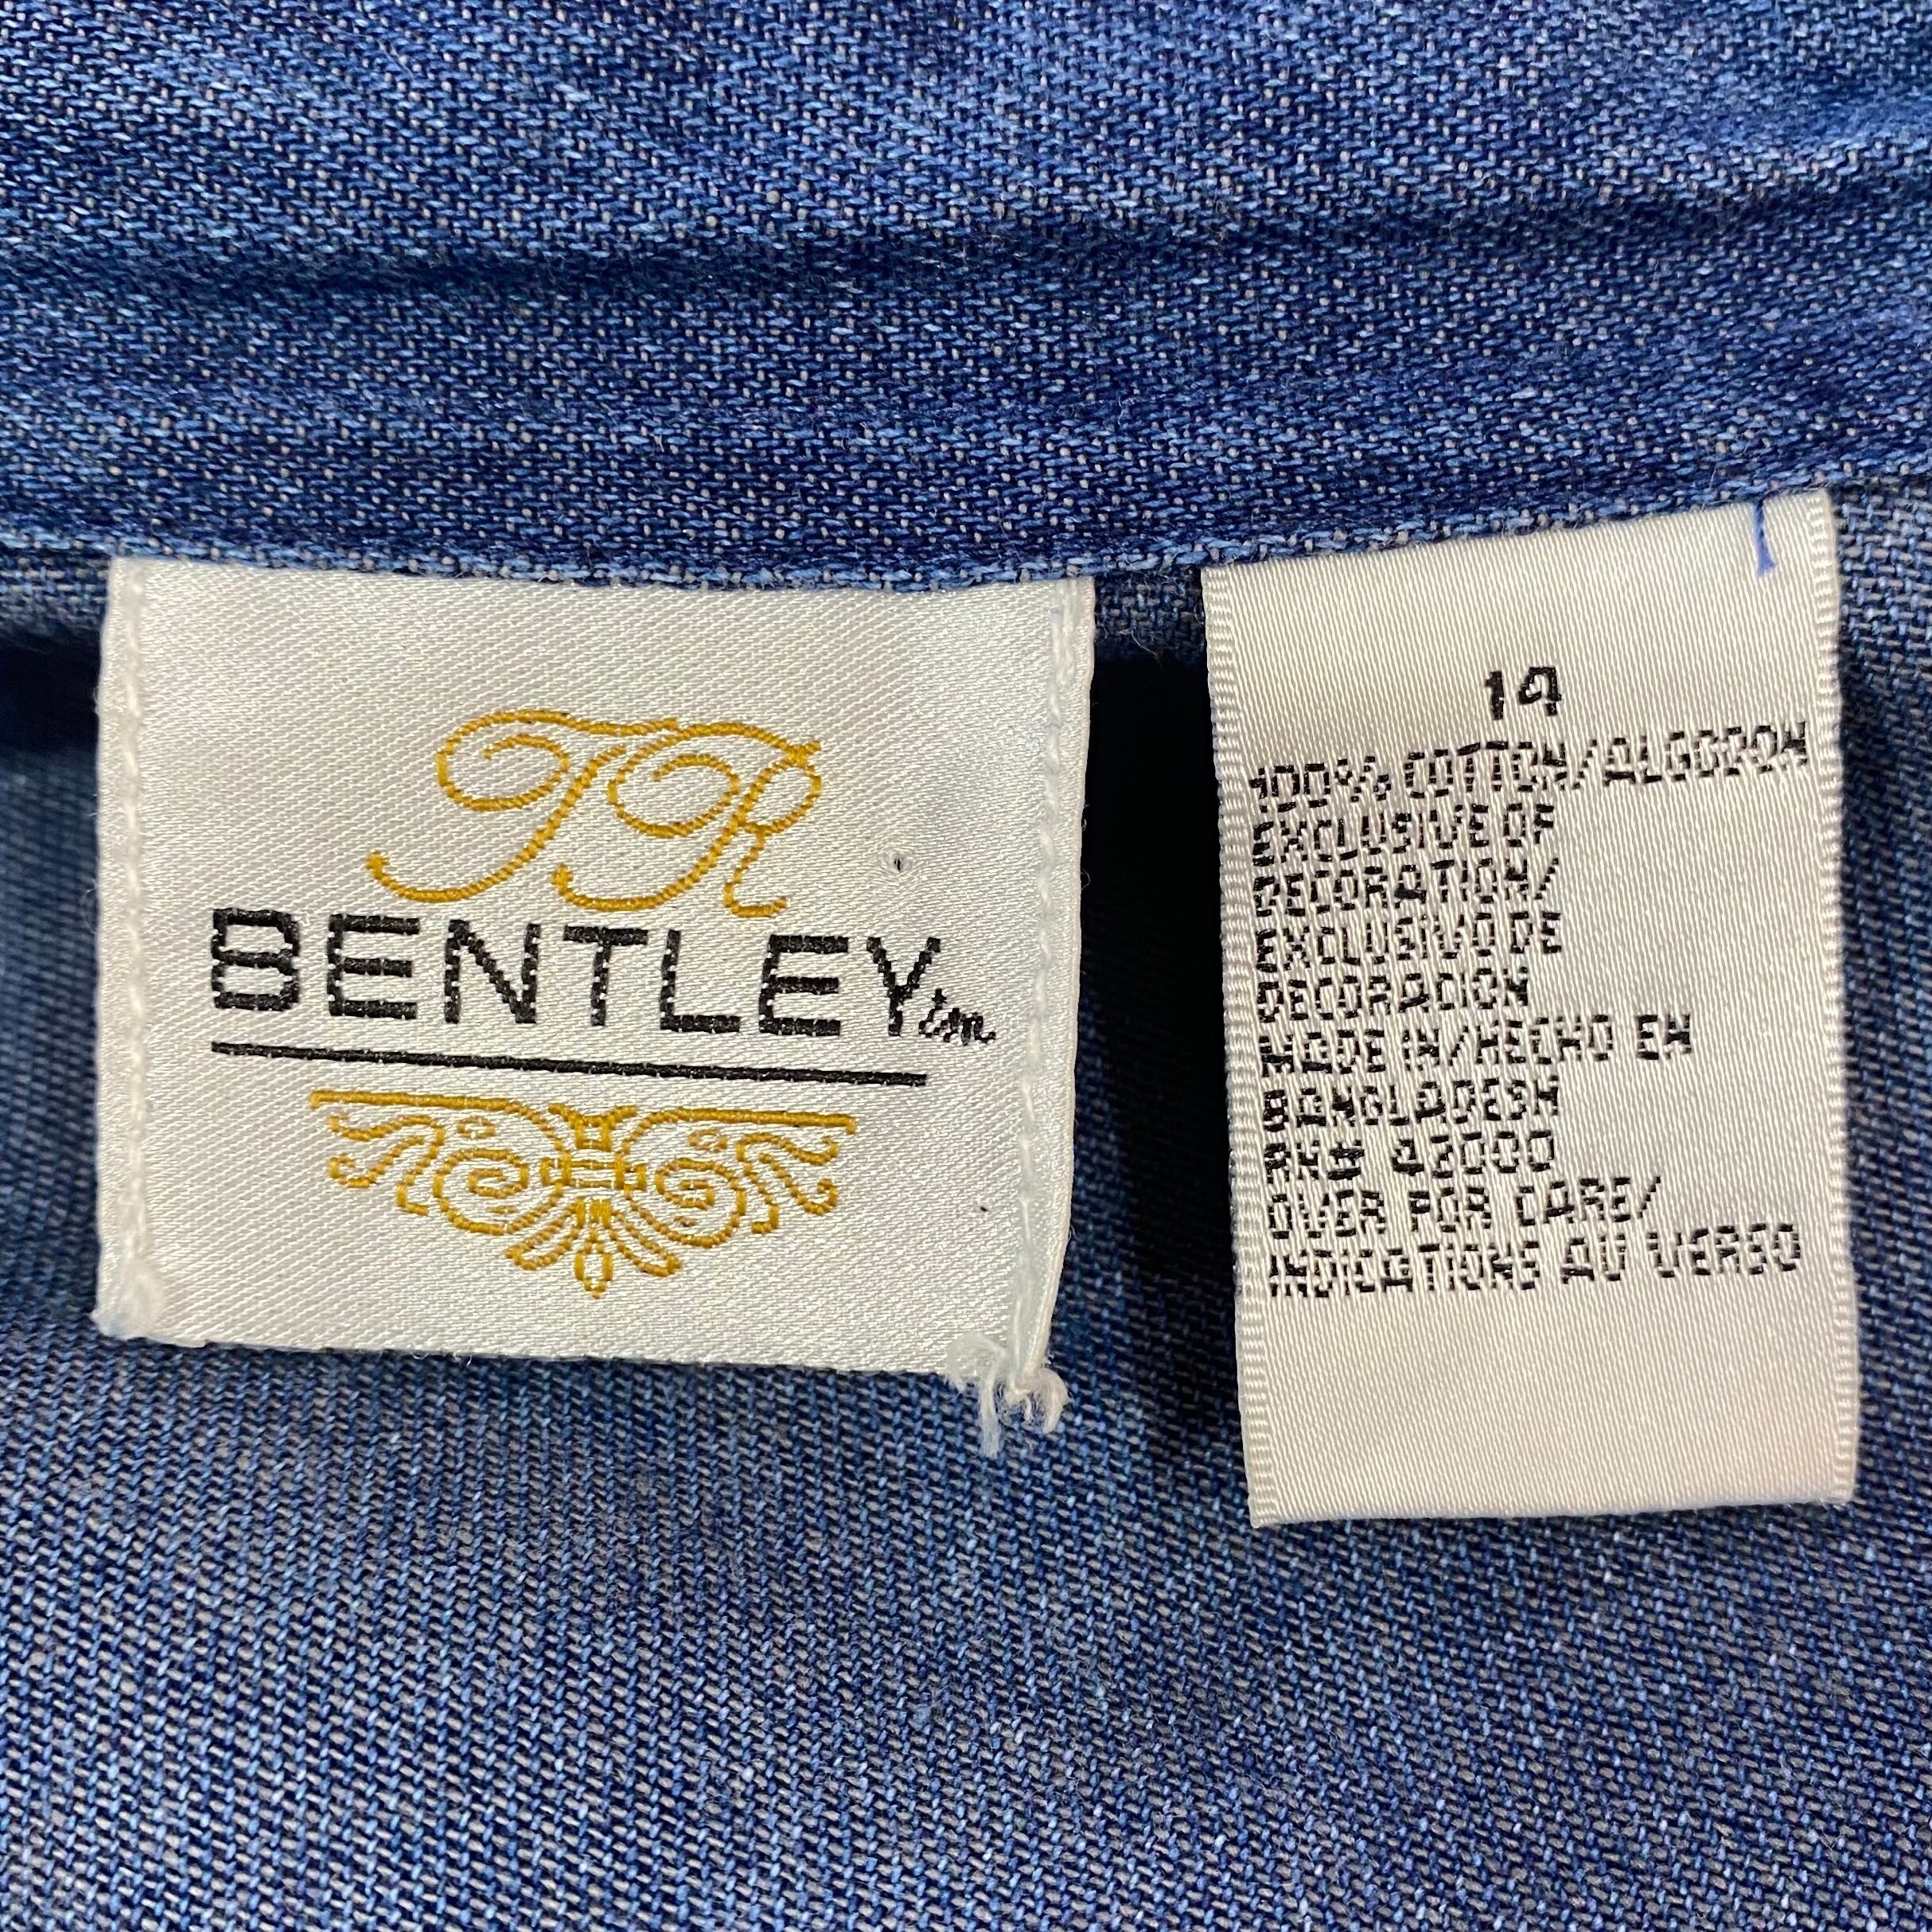 TR
BENTLEY tm
14
100% COTTON/ALGODON
EXCLUSIVE OF
DECORATION/
EXCLUSIVO DE
DECORACION
MADE IN/HECHO EN
BANGLADESH
RN# 42000
OVER FOR CARE/
INDICATIONS AU VERSO